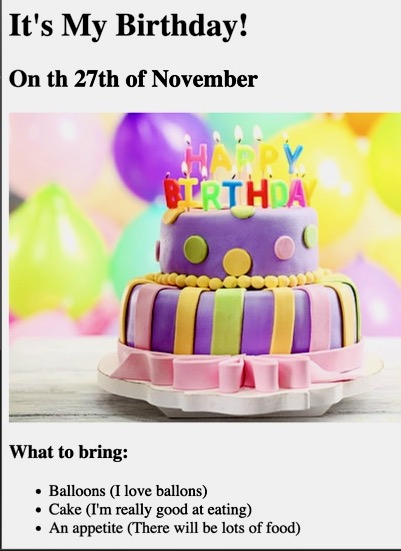 It's My Birthday!
On th 27th of November
HAPPY
BIRTHDAY
What to bring:
Balloons (I love ballons)
Cake (I'm really good at eating)
An appetite (There will be lots of food)